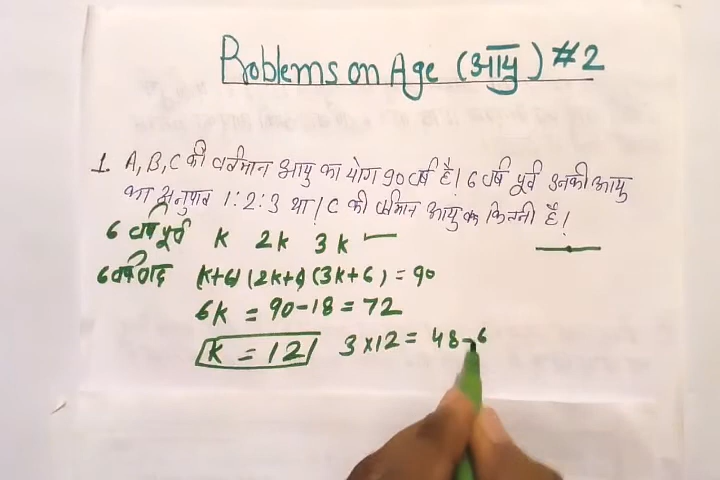 Problems on Age (आयु) #2
1. A, B, C की वर्तमान आयु का योग 90 वर्ष है। 6 वर्ष पूर्व उनकी आयु
का अनुपात 1:2:3 था। C की वर्तमान आयु कितनी है।
6 वर्ष पूर्व K 2K 3K
6 वर्ष बाद (K+6) (2K+6) (3K+6) = 90
6K = 90-18 = 72
K = 12 3×12 = 48-6